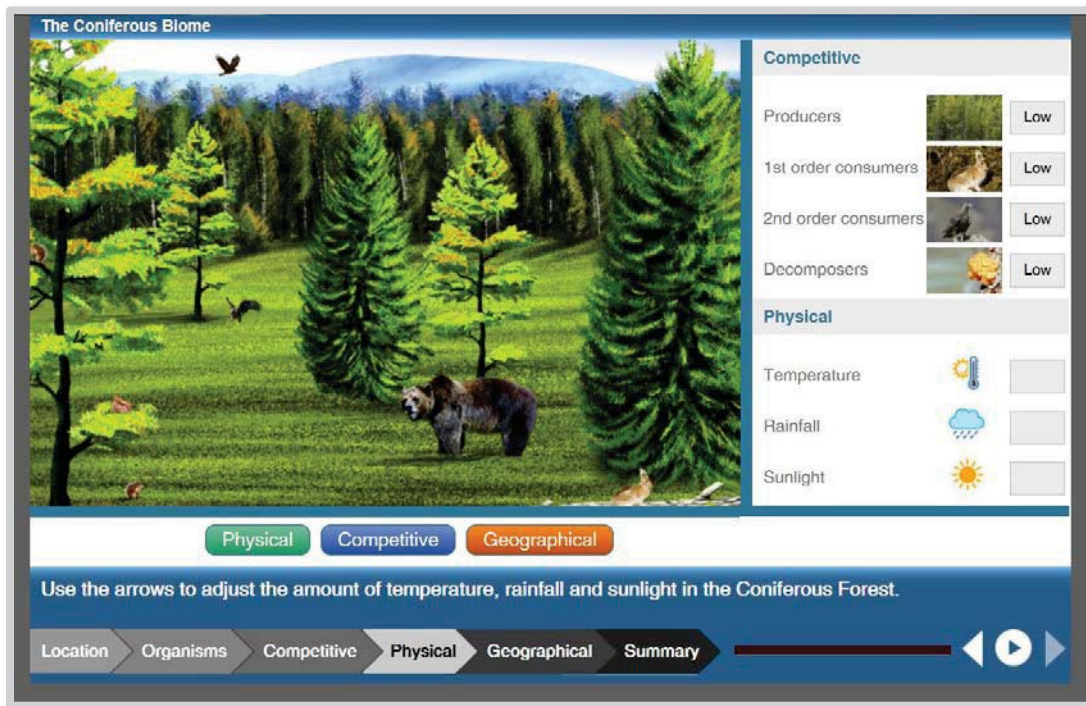 The Coniferous Biome
Competitive
Producers Low
1st order consumers Low
2nd order consumers Low
Decomposers Low
Physical
Temperature
Rainfall
Sunlight
Physical Competitive Geographical
Use the arrows to adjust the amount of temperature, rainfall and sunlight in the Coniferous Forest.
Location Organisms Competitive Physical Geographical Summary